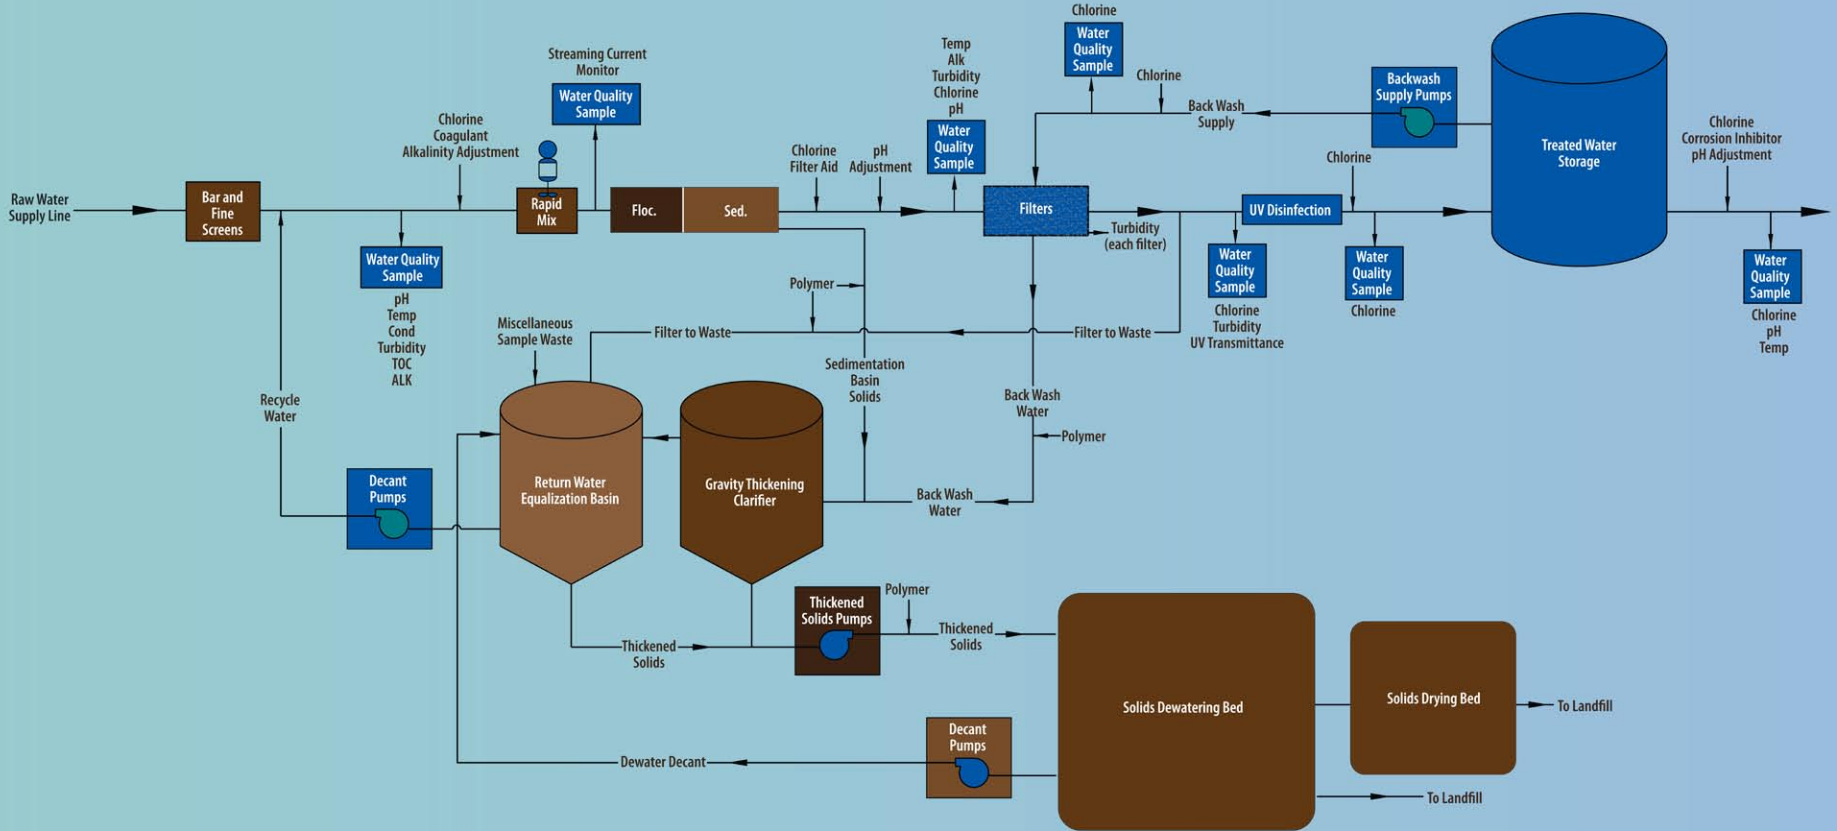 Raw Water
Supply Line
Bar and
Fine
Screens
Recycle
Water
Chlorine
Coagulant
Alkalinity Adjustment
Water Quality
Sample
pH
Temp
Cond
Turbidity
TOC
ALK
Rapid
Mix
Streaming Current
Monitor
Water Quality
Sample
Floc.
Sed.
Chlorine
Filter Aid
pH
Adjustment
Temp
Alk
Turbidity
Chlorine
pH
Water
Quality
Sample
Filters
Chlorine
Water
Quality
Sample
Chlorine
Back Wash
Supply
Backwash
Supply Pumps
Turbidity
(each filter)
Water
Quality
Sample
Chlorine
Turbidity
UV Transmittance
UV Disinfection
Chlorine
Water
Quality
Sample
Chlorine
Treated Water
Storage
Chlorine
Corrosion Inhibitor
pH Adjustment
Water
Quality
Sample
Chlorine
pH
Temp
Polymer
Filter to Waste
Filter to Waste
Miscellaneous
Sample Waste
Sedimentation
Basin
Solids
Back Wash
Water
Polymer
Back Wash
Water
Decant
Pumps
Return Water
Equalization Basin
Gravity Thickening
Clarifier
Thickened
Solids
Thickened
Solids Pumps
Polymer
Thickened
Solids
Solids Dewatering Bed
Solids Drying Bed
To Landfill
To Landfill
Decant
Pumps
Dewater Decant